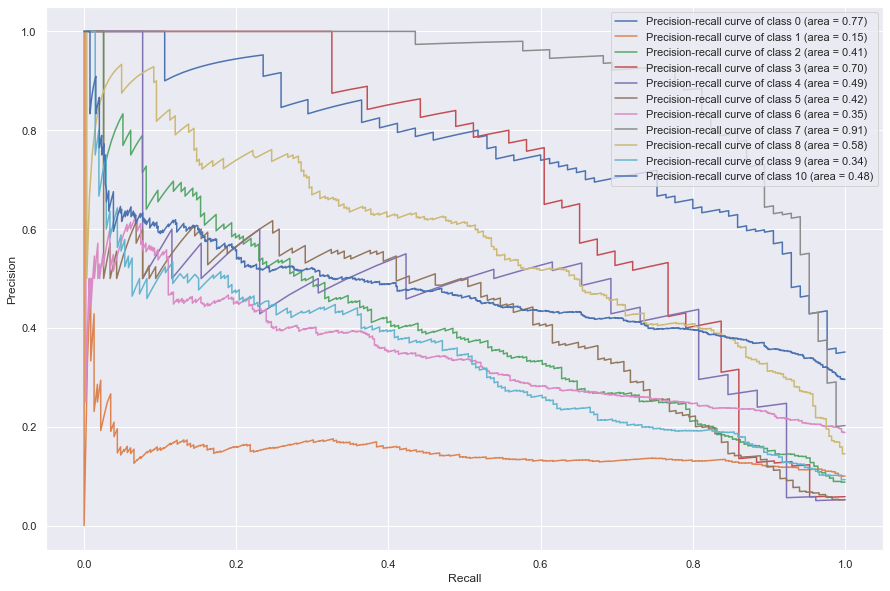 1.0
0.8
0.6
0.4
0.2
0.0
Precision
0.0 0.2 0.4 0.6 0.8 1.0
Recall
Precision-recall curve of class 0 (area = 0.77)
Precision-recall curve of class 1 (area = 0.15)
Precision-recall curve of class 2 (area = 0.41)
Precision-recall curve of class 3 (area = 0.70)
Precision-recall curve of class 4 (area = 0.49)
Precision-recall curve of class 5 (area = 0.42)
Precision-recall curve of class 6 (area = 0.35)
Precision-recall curve of class 7 (area = 0.91)
Precision-recall curve of class 8 (area = 0.58)
Precision-recall curve of class 9 (area = 0.34)
Precision-recall curve of class 10 (area = 0.48)